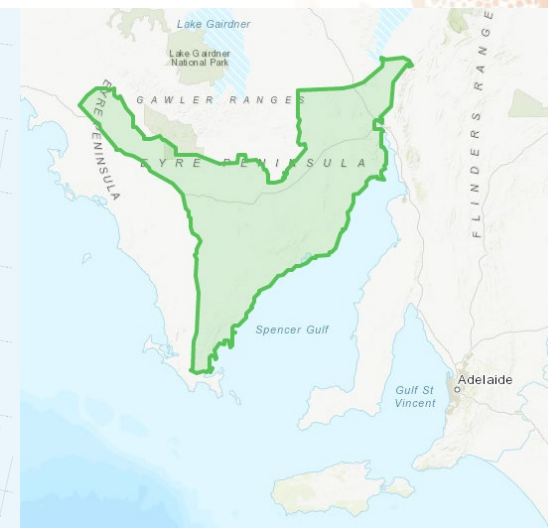 Lake Gairdner
Lake Gairdner
National Park
GAWLER RANGES
EYRE PENINSULA
EYRE PENINSULA
FLINDERS RANGE
Spencer Gulf
Adelaide
Gulf St
Vincent